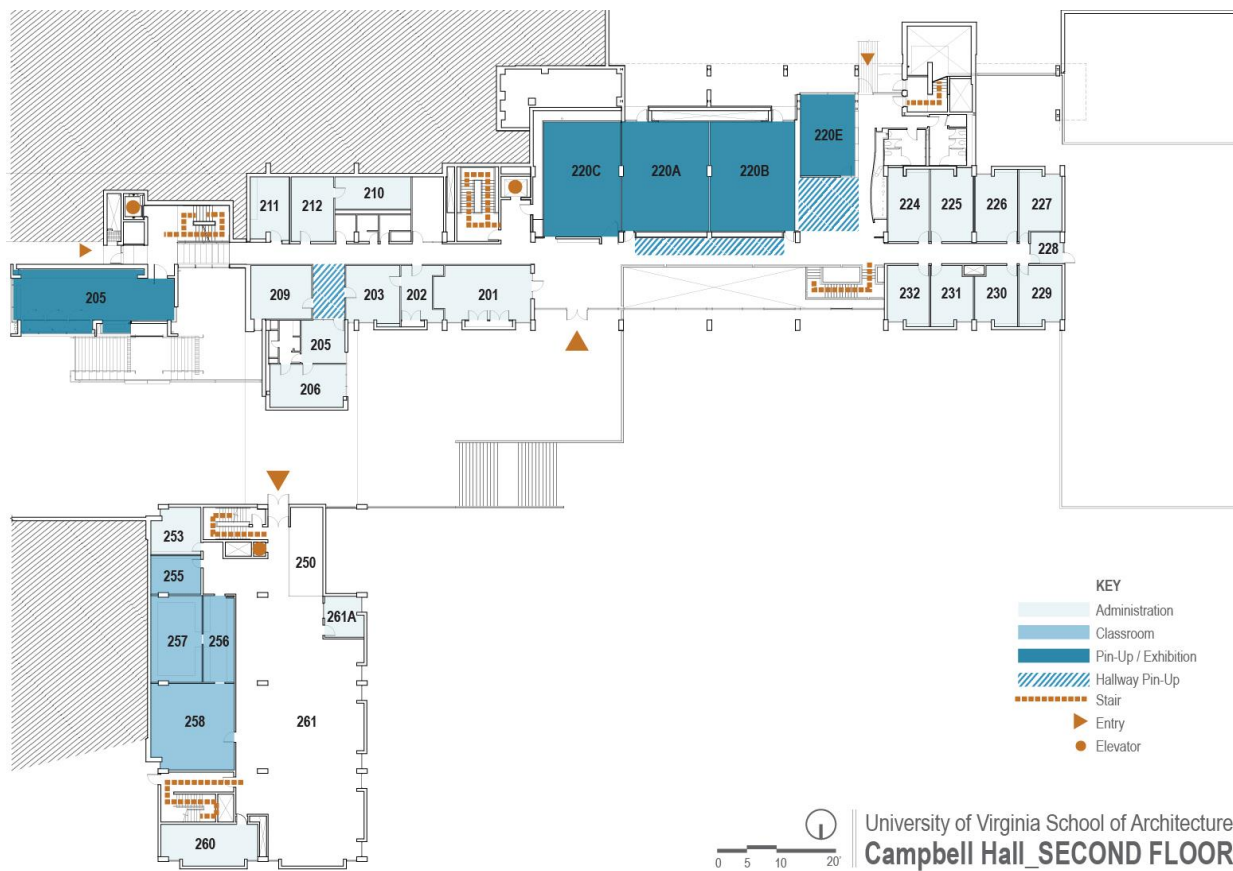 220E
220C
220A
220B
210
211
212
224
225
226
227
228
205
209
203
202
201
232
231
230
229
205
206
253
250
255
261A
257
256
258
261
260
KEY
Administration
Classroom
Pin-Up / Exhibition
Hallway Pin-Up
Stair
Entry
Elevator
0 5 10 20'
University of Virginia School of Architecture
Campbell Hall_SECOND FLOOR